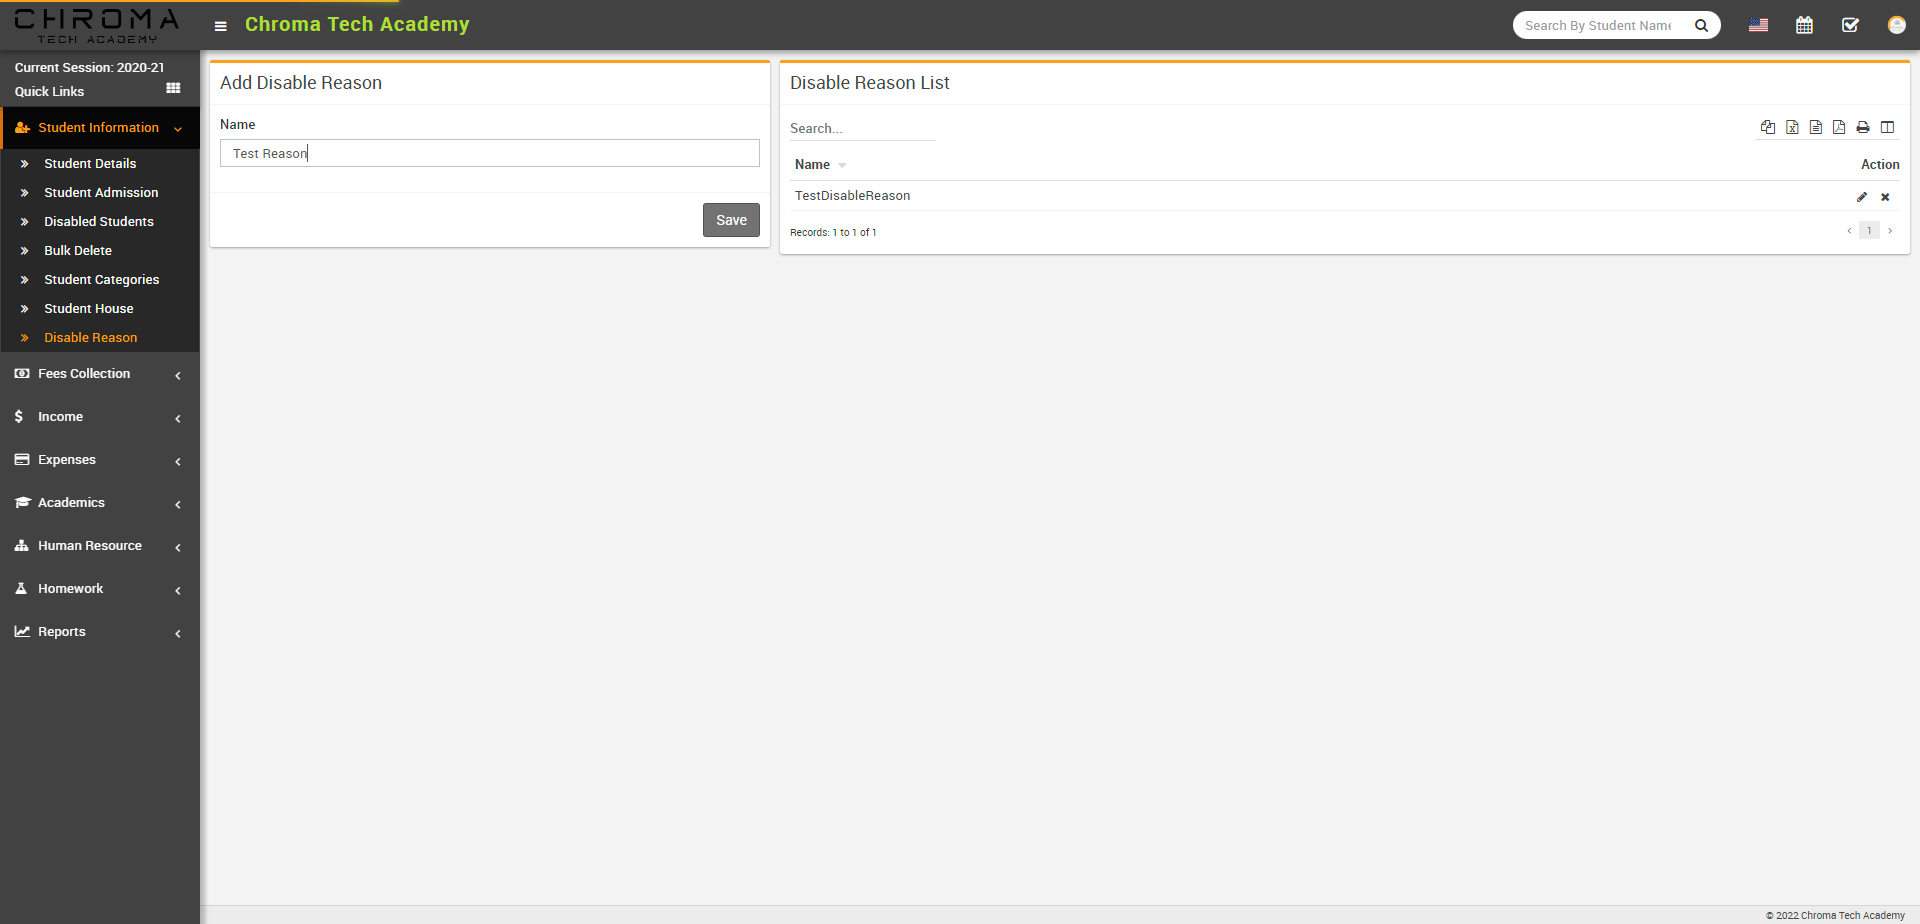 CHROMA
TECH ACADEMY
Chroma Tech Academy
Search By Student Name
Current Session: 2020-21
Quick Links
Student Information
Student Details
Student Admission
Disabled Students
Bulk Delete
Student Categories
Student House
Disable Reason
Fees Collection
Income
Expenses
Academics
Human Resource
Homework
Reports
Add Disable Reason
Name
Test Reason
Save
Disable Reason List
Search...
Name Action
TestDisableReason
Records: 1 to 1 of 1
1
© 2022 Chroma Tech Academy